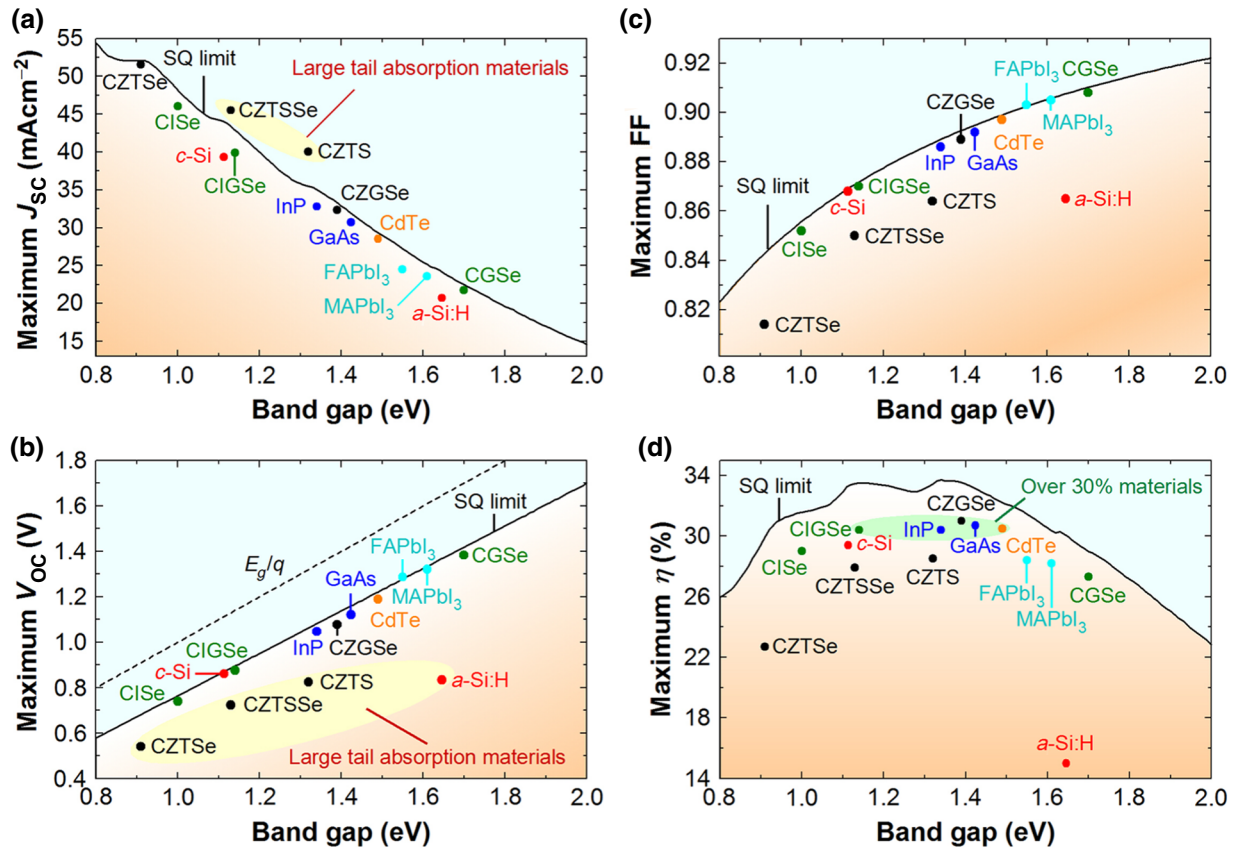 (a)
Maximum J_SC (mAcm⁻²)
55
50
45
40
35
30
25
20
15
SQ limit
Large tail absorption materials
CZTSe
CISe
CZTSSe
c-Si
CIGSe
CZTS
CZGSe
InP
GaAs
CdTe
FAPbI₃
MAPbI₃
CGSe
a-Si:H
0.8 1.0 1.2 1.4 1.6 1.8 2.0
Band gap (eV)
(c)
Maximum FF
0.92
0.90
0.88
0.86
0.84
0.82
FAPbI₃
CGSe
CZGSe
MAPbI₃
CdTe
InP
GaAs
SQ limit
CIGSe
c-Si
CZTS
a-Si:H
CISe
CZTSSe
CZTSe
0.8 1.0 1.2 1.4 1.6 1.8 2.0
Band gap (eV)
(b)
Maximum V_OC (V)
1.8
1.6
1.4
1.2
1.0
0.8
0.6
0.4
SQ limit
E_g/q
FAPbI₃
CGSe
GaAs
MAPbI₃
CdTe
InP
CZGSe
CIGSe
c-Si
CISe
CZTS
a-Si:H
CZTSSe
CZTSe
Large tail absorption materials
0.8 1.0 1.2 1.4 1.6 1.8 2.0
Band gap (eV)
(d)
Maximum η (%)
34
30
26
22
18
14
SQ limit
Over 30% materials
CZGSe
CIGSe
InP
c-Si
GaAs
CdTe
CISe
CZTSSe
CZTS
FAPbI₃
CGSe
MAPbI₃
CZTSe
a-Si:H
0.8 1.0 1.2 1.4 1.6 1.8 2.0
Band gap (eV)